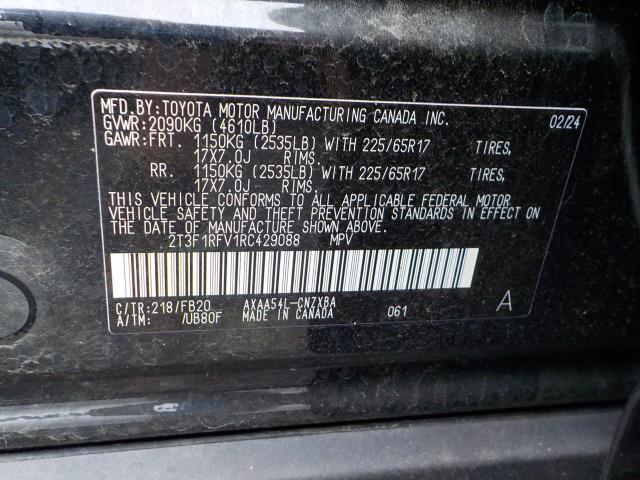 MFD.BY:TOYOTA MOTOR MANUFACTURING CANADA INC. 02/24
GVWR:2090KG (4610LB)
GAWR:FRT. 1150KG (2535LB) WITH 225/65R17 TIRES,
17X7.0J RIMS.
RR. 1150KG (2535LB) WITH 225/65R17 TIRES,
17X7.0J RIMS.
THIS VEHICLE CONFORMS TO ALL APPLICABLE FEDERAL MOTOR
VEHICLE SAFETY AND THEFT PREVENTION STANDARDS IN EFFECT ON
THE DATE OF MANUFACTURE SHOWN ABOVE.
2T3F1RFV1RC429088 MPV
C/TR:218/FB20 AXAA54L-CNZXBA 061 A
A/TM: /UB80F MADE IN CANADA